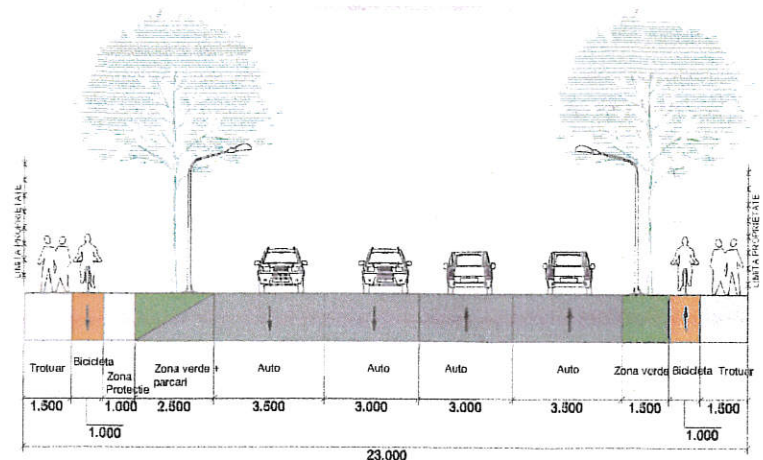 LIMITA PROPRIETATE
LIMITA PROPRIETATE
Trotuar
Bicicleta
Zona
Protectie
Zona verde +
parcari
Auto
Auto
Auto
Auto
Zona verde
Bicicleta
Trotuar
1.500
1.000
1.000
2.500
3.500
3.000
3.000
3.500
1.500
1.000
1.500
23.000